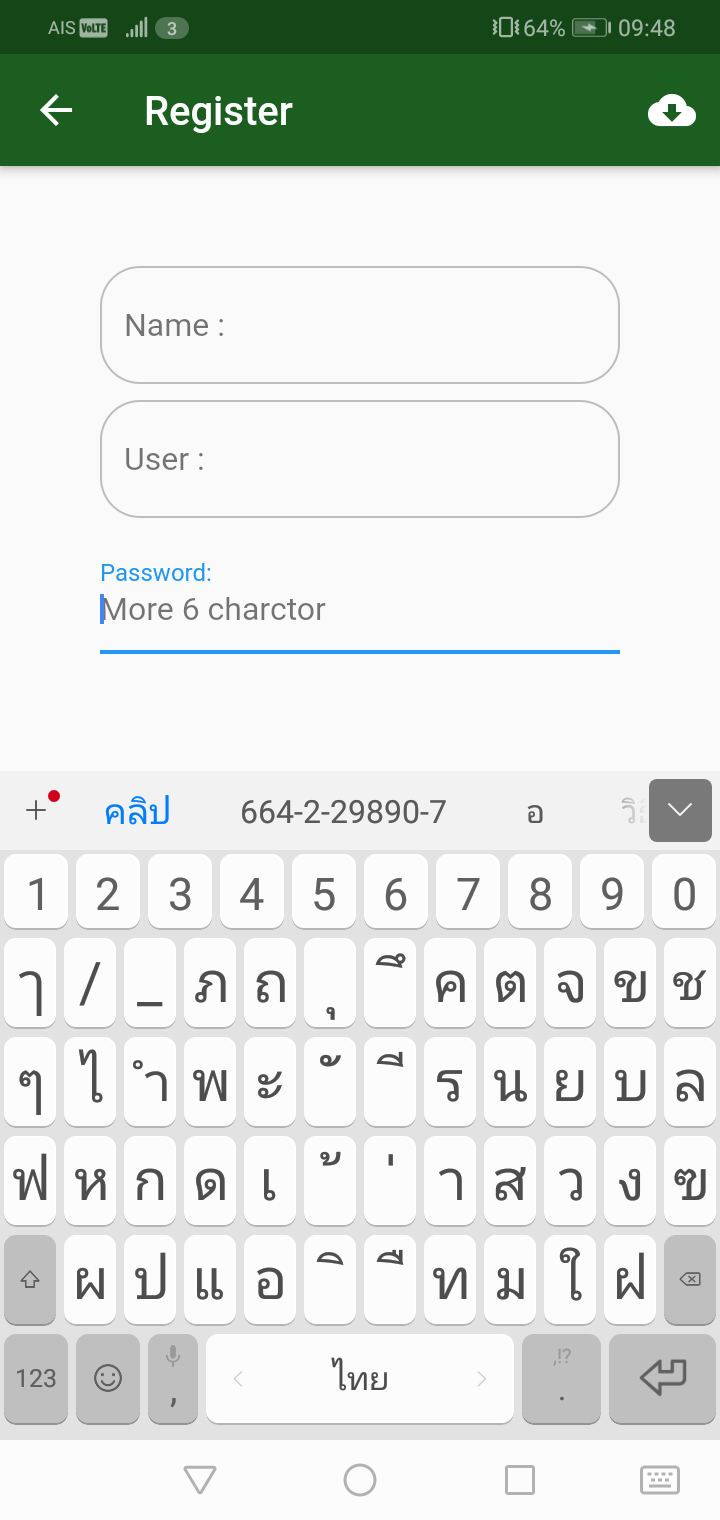 AIS VoLTE 3 64% 09:48
Register
Name :
User :
Password:
More 6 charctor
+ คลิป 664-2-29890-7 อ วิ
1 2 3 4 5 6 7 8 9 0
ๅ / _ ภ ถ ุ ึ ค ต จ ข ช
ๆ ไ ำ พ ะ ั ี ร น ย บ ล
ฟ ห ก ด เ ้ ่ า ส ว ง ฃ
ผ ป แ อ ิ ื ท ม ใ ฝ
,!?
123 , < ไทย > .